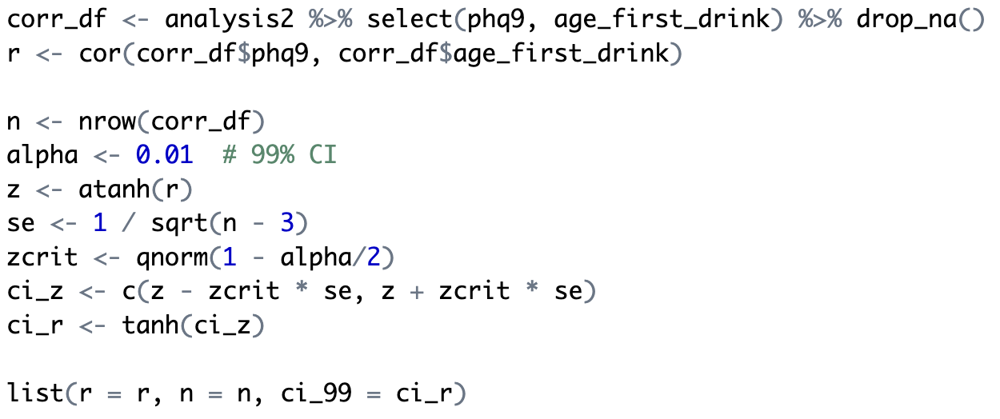 corr_df <- analysis2 %>% select(phq9, age_first_drink) %>% drop_na()
r <- cor(corr_df$phq9, corr_df$age_first_drink)

n <- nrow(corr_df)
alpha <- 0.01  # 99% CI
z <- atanh(r)
se <- 1 / sqrt(n - 3)
zcrit <- qnorm(1 - alpha/2)
ci_z <- c(z - zcrit * se, z + zcrit * se)
ci_r <- tanh(ci_z)

list(r = r, n = n, ci_99 = ci_r)